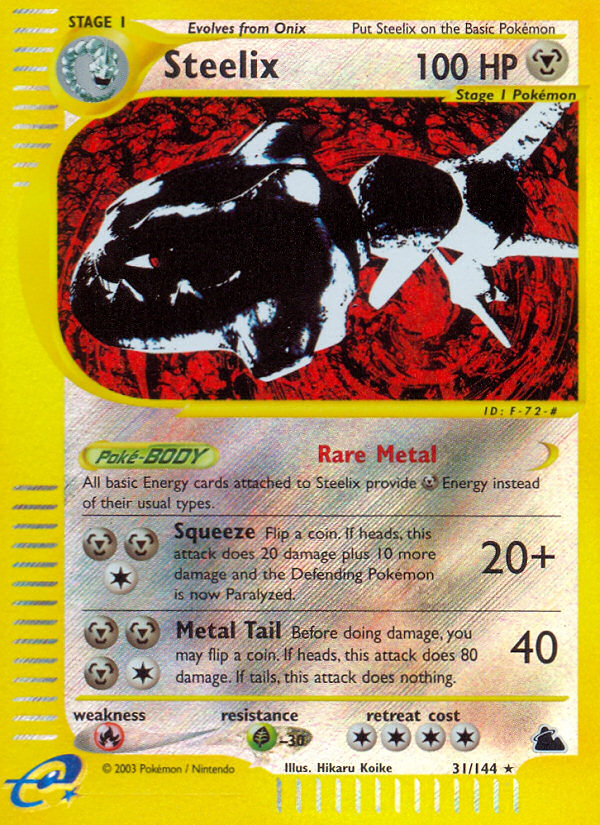 STAGE 1
Evolves from Onix
Put Steelix on the Basic Pokémon
Steelix
100 HP
Stage 1 Pokémon
ID: F-72-#
Poké-BODY
Rare Metal
All basic Energy cards attached to Steelix provide Energy instead
of their usual types.
Squeeze Flip a coin. If heads, this
attack does 20 damage plus 10 more
damage and the Defending Pokémon
is now Paralyzed.
20+
Metal Tail Before doing damage, you
may flip a coin. If heads, this attack does 80
damage. If tails, this attack does nothing.
40
weakness
resistance
retreat cost
-30
© 2003 Pokémon / Nintendo
Illus. Hikaru Koike
31/144 ★
e